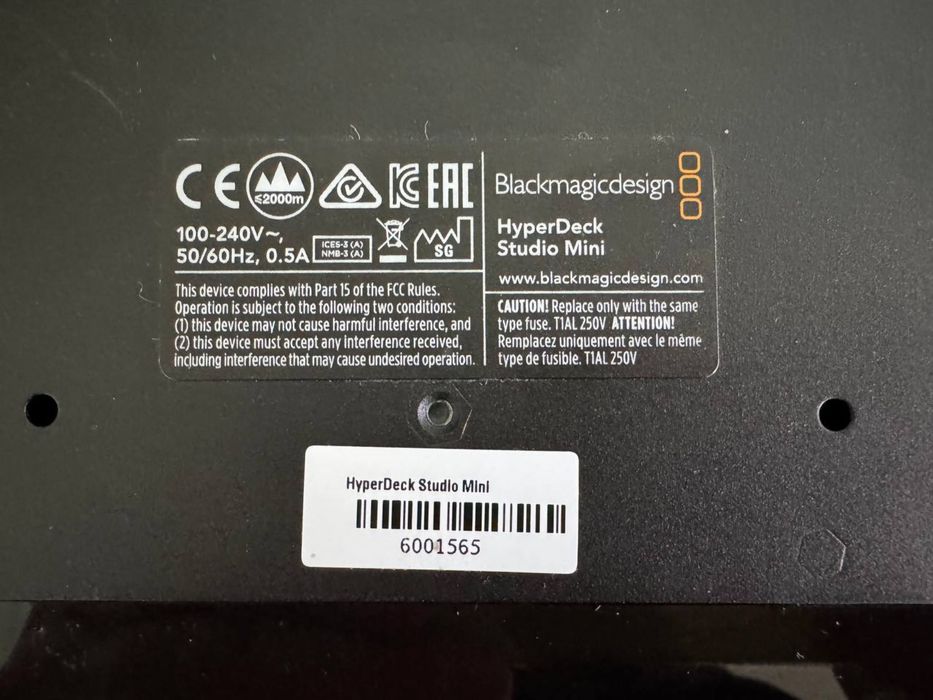 CE ≤2000m EAC
100-240V~,
50/60Hz, 0.5A
ICES-3 (A)
NMB-3 (A)
SG
This device complies with Part 15 of the FCC Rules.
Operation is subject to the following two conditions:
(1) this device may not cause harmful interference, and
(2) this device must accept any interference received,
including interference that may cause undesired operation.
Blackmagicdesign
HyperDeck
Studio Mini
www.blackmagicdesign.com
CAUTION! Replace only with the same
type fuse. T1AL 250V ATTENTION!
Remplacez uniquement avec le même
type de fusible. T1AL 250V
HyperDeck Studio Mini
6001565